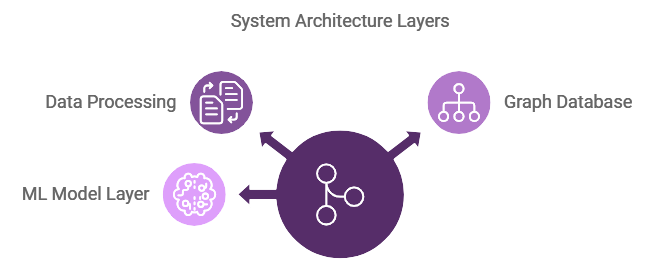 System Architecture Layers
Data Processing
Graph Database
ML Model Layer